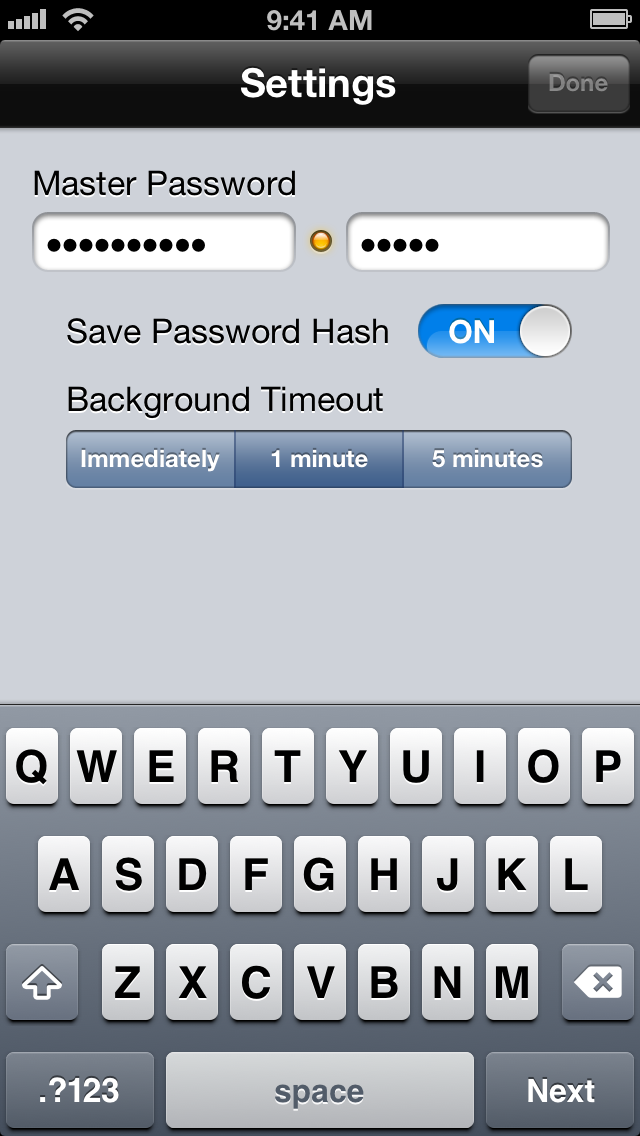 9:41 AM
Settings Done
Master Password
•••••••••• •••••
Save Password Hash ON
Background Timeout
Immediately 1 minute 5 minutes
Q W E R T Y U I O P
A S D F G H J K L
Z X C V B N M
.?123 space Next